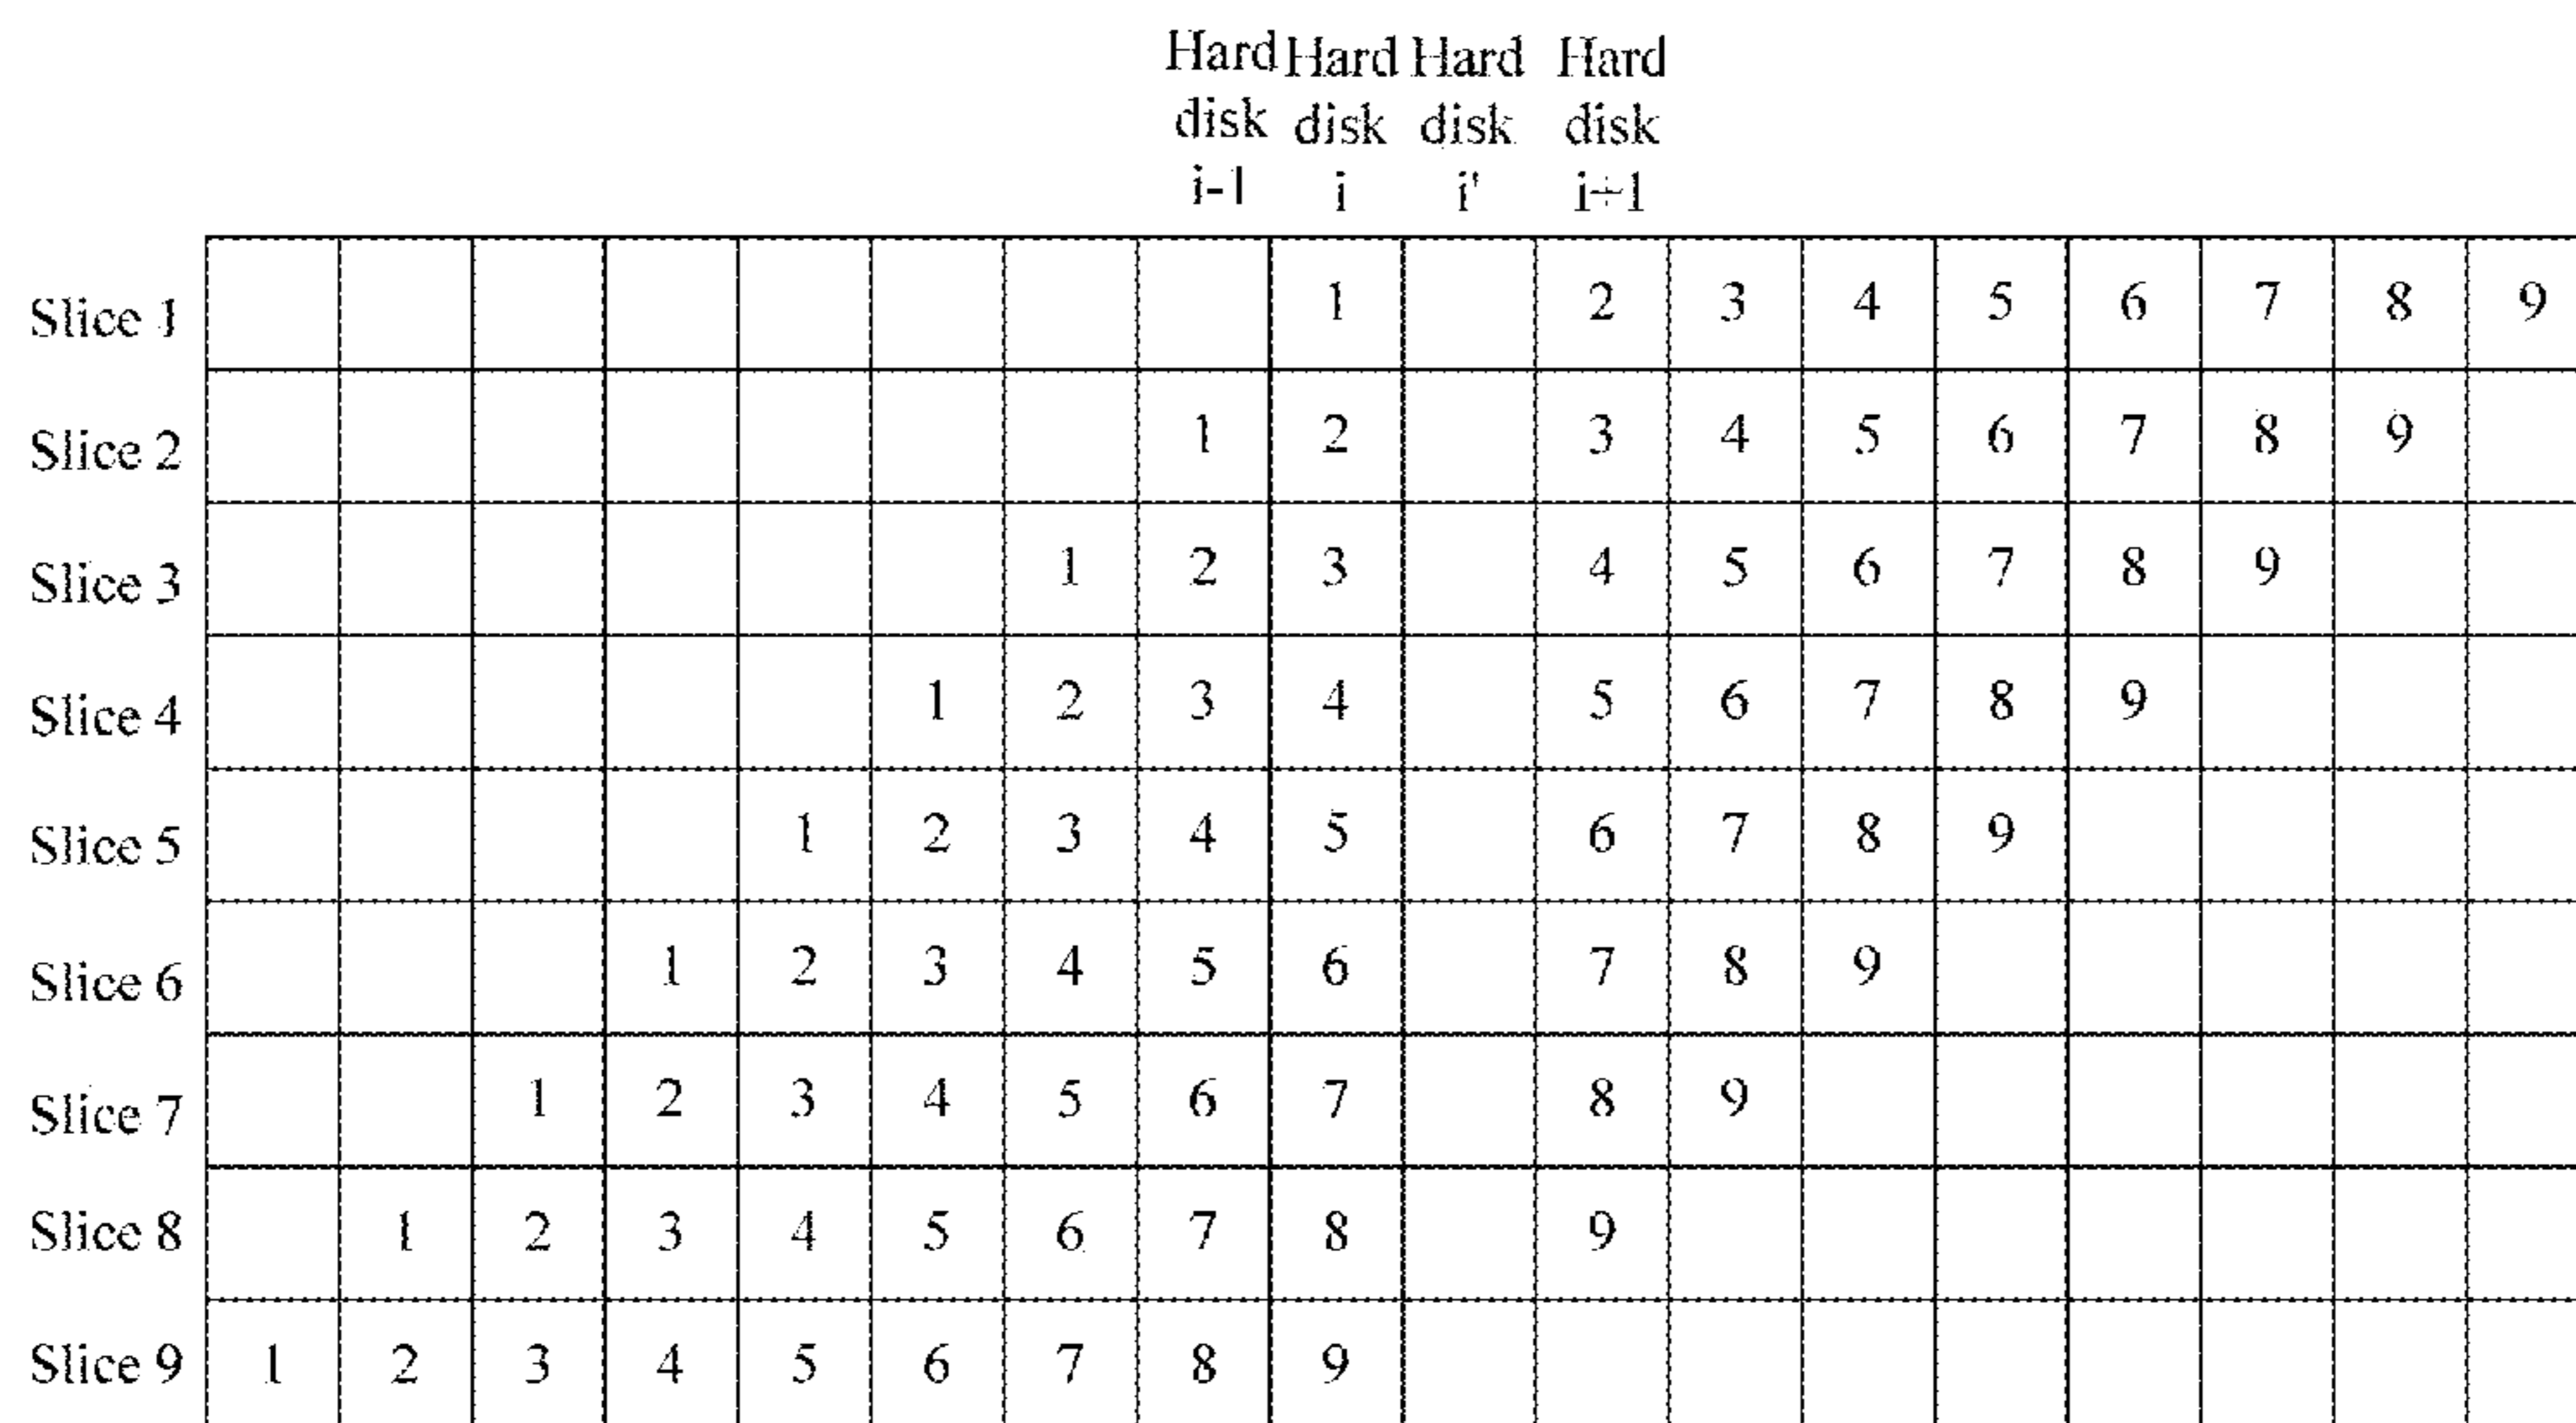 Hard Hard Hard Hard
disk disk disk disk
i-1 i i' i+1
Slice 1 1 2 3 4 5 6 7 8 9
Slice 2 1 2 3 4 5 6 7 8 9
Slice 3 1 2 3 4 5 6 7 8 9
Slice 4 1 2 3 4 5 6 7 8 9
Slice 5 1 2 3 4 5 6 7 8 9
Slice 6 1 2 3 4 5 6 7 8 9
Slice 7 1 2 3 4 5 6 7 8 9
Slice 8 1 2 3 4 5 6 7 8 9
Slice 9 1 2 3 4 5 6 7 8 9